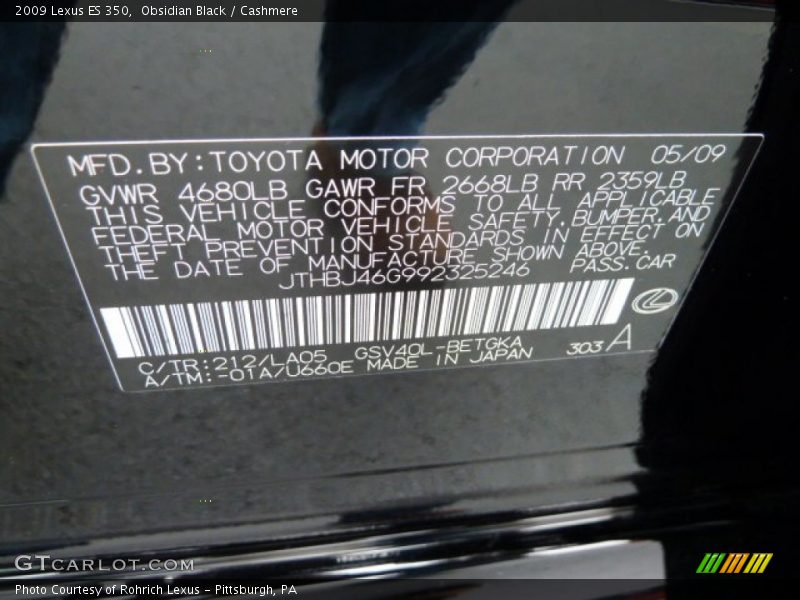 2009 Lexus ES 350,  Obsidian Black / Cashmere
MFD. BY: TOYOTA MOTOR CORPORATION 05/09
GVWR 4680LB GAWR FR 2668LB RR 2359LB
THIS VEHICLE CONFORMS TO ALL APPLICABLE
FEDERAL MOTOR VEHICLE SAFETY, BUMPER, AND
THEFT PREVENTION STANDARDS IN EFFECT ON
THE DATE OF MANUFACTURE SHOWN ABOVE.
JTHBJ46G992325246 PASS. CAR
C/TR: 212/LA05 GSV40L-BETGKA
A/TM: -01A/U660E MADE IN JAPAN 303 A
GTCARLOT.COM
Photo Courtesy of Rohrich Lexus – Pittsburgh, PA